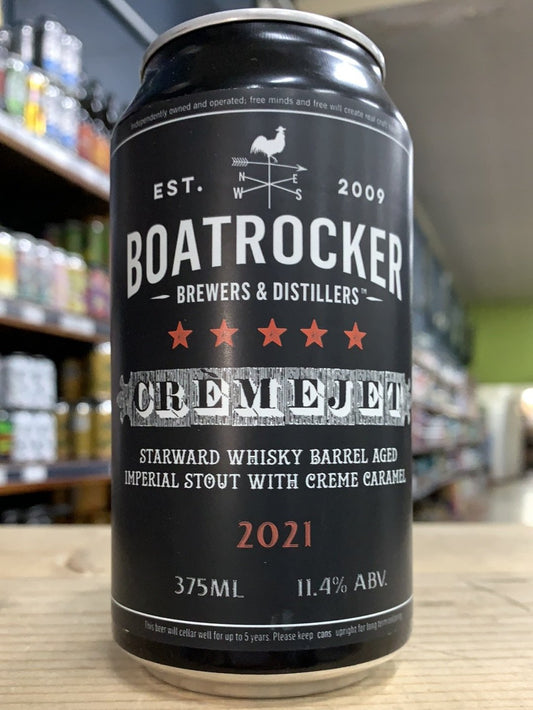 Independently owned and operated; free minds and free will create real craft
EST. 2009
N E
W S
BOATROCKER
BREWERS & DISTILLERS™
CREMEJET
STARWARD WHISKY BARREL AGED
IMPERIAL STOUT WITH CREME CARAMEL
2021
375ML 11.4% ABV.
This beer will cellar well for up to 5 years. Please keep cans upright for long term cellaring.